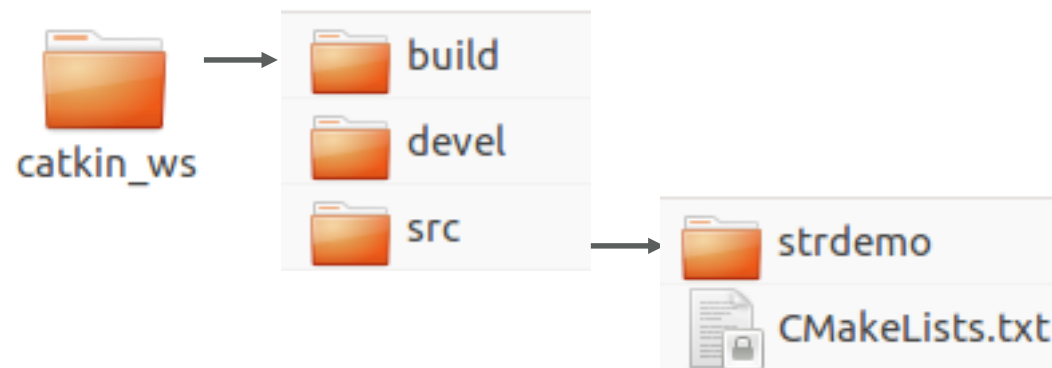 catkin_ws
build
devel
src
strdemo
CMakeLists.txt